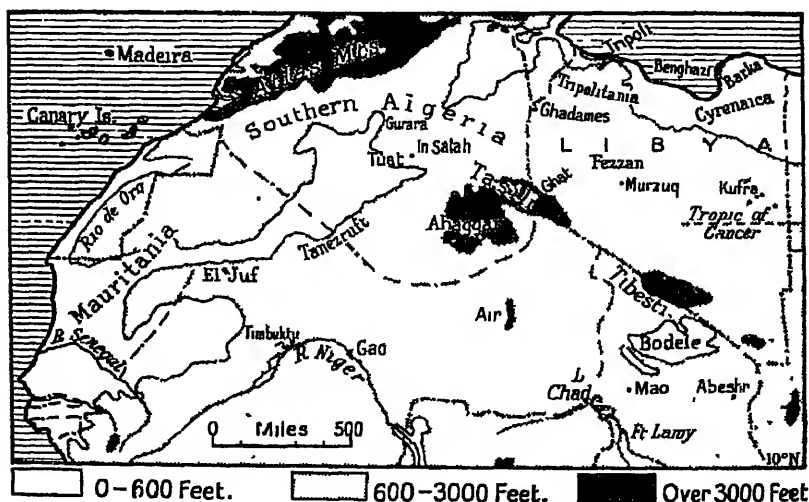 Madeira
Atlas Mts
Tripoli
Benghazi
Barka
Canary Is.
Southern Algeria
Tripolitania
Cyrenaica
Gurara
Ghadames
LIBYA
Tuat
In Salah
Fezzan
Tassili
Ghat
Murzuq
Kufra
Rio de Oro
Ahaggar
Tropic of
Cancer
Mauritania
Tanezruft
El Juf
Tibesti
R. Senegal
Timbuktu
Air
Bodele
R. Niger
Gao
L
Chade
Mao
Abeshr
0 Miles 500
Ft Lamy
10°N
0-600 Feet.
600-3000 Feet.
Over 3000 Feet